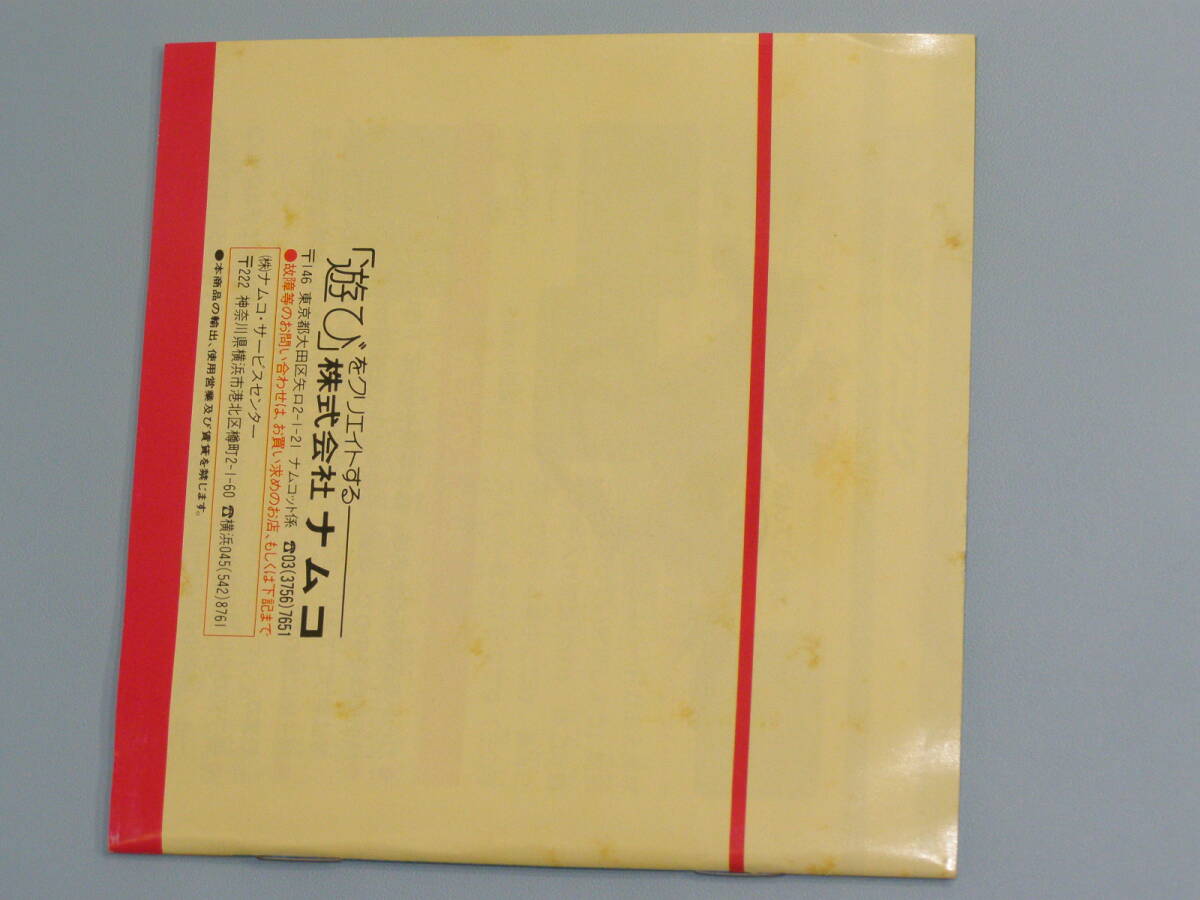 「遊び」をクリエイトする
株式会社ナムコ
〒146 東京都大田区矢口2-1-21 ナムコット係 ☎03(3756)7651
●故障等のお問い合わせは、お買い求めのお店、もしくは下記まで
(株)ナムコ・サービスセンター
〒222 神奈川県横浜市港北区樽町2-1-60 ☎横浜045(542)8761
●本商品の輸出、使用営業及び賃貸を禁じます。